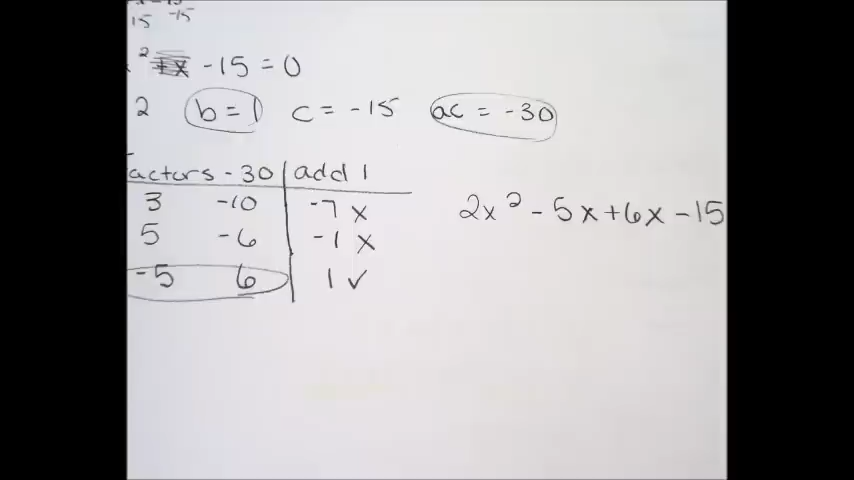 15 -15
² +x -15 = 0
2 b = 1 c = -15 ac = -30
actors -30 add 1
3 -10 -7 x
5 -6 -1 x
-5 6 1 ✓
2x² - 5x + 6x - 15